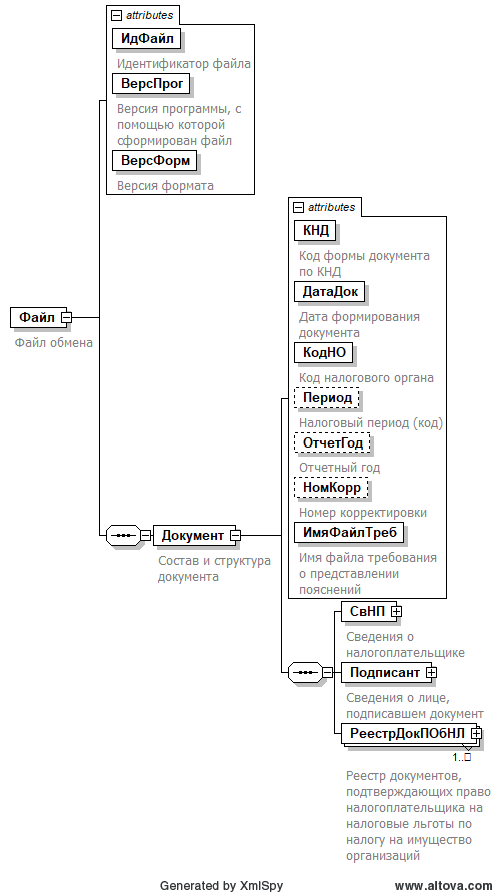 attributes
ИдФайл
Идентификатор файла
ВерсПрог
Версия программы, с
помощью которой
сформирован файл
ВерсФорм
Версия формата
Файл
Файл обмена
attributes
КНД
Код формы документа
по КНД
ДатаДок
Дата формирования
документа
КодНО
Код налогового органа
Период
Налоговый период (код)
ОтчетГод
Отчетный год
НомКорр
Номер корректировки
ИмяФайлТреб
Имя файла требования
о представлении
пояснений
Документ
Состав и структура
документа
СвНП
Сведения о
налогоплательщике
Подписант
Сведения о лице,
подписавшем документ
РеестрДокПОбНЛ
1..
Реестр документов,
подтверждающих право
налогоплательщика на
налоговые льготы по
налогу на имущество
организаций
Generated by XmlSpy
www.altova.com